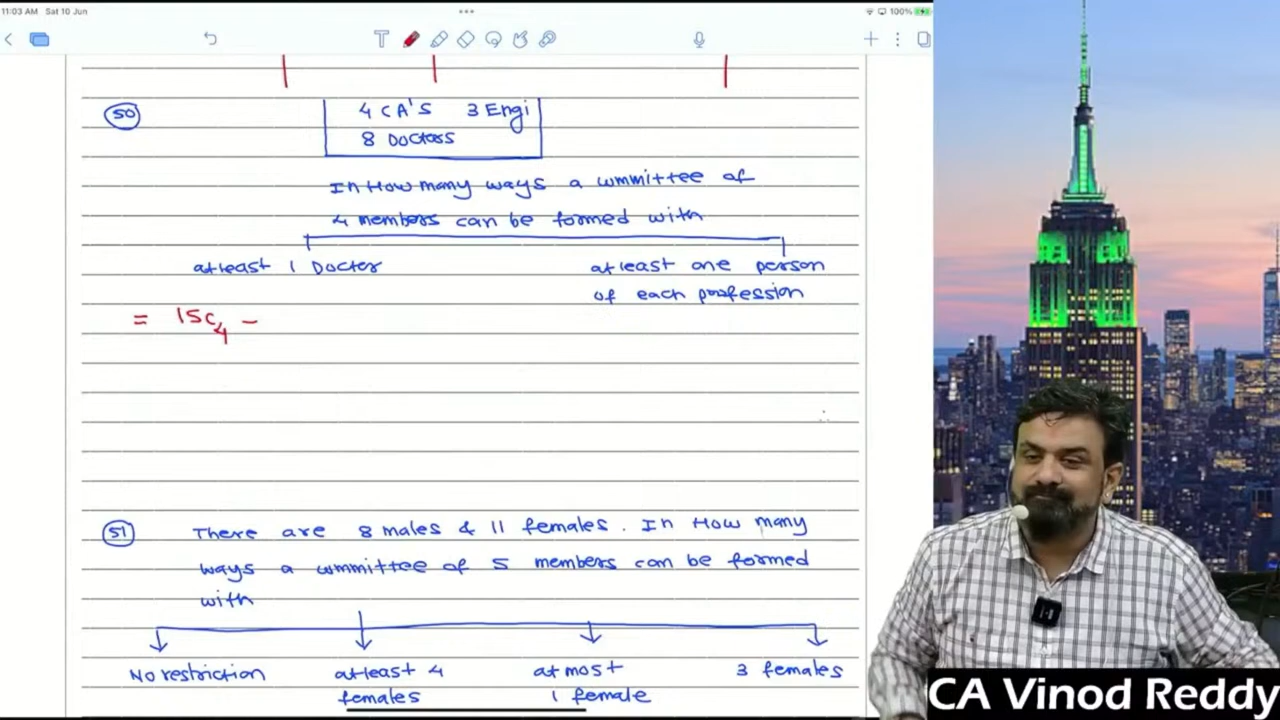 11:03 AM Sat 10 Jun
100%
T
50
4 CA's 3 Engi
8 Doctors
In How many ways a committee of
4 members can be formed with
atleast 1 Doctor
atleast one person
of each profession
= 15C4 -
51
There are 8 males & 11 females. In How many
ways a committee of 5 members can be formed
with
No restriction
atleast 4
females
atmost
1 female
3 females
CA Vinod Reddy